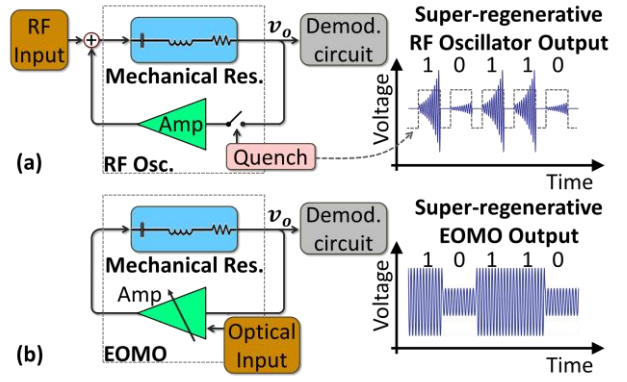 RF
Input
v_o
Demod.
circuit
Mechanical Res.
Amp
Quench
RF Osc.
(a)
Super-regenerative
RF Oscillator Output
1 0 1 1 0
Voltage
Time
v_o
Demod.
circuit
Mechanical Res.
Amp
Optical
Input
EOMO
(b)
Super-regenerative
EOMO Output
1 0 1 1 0
Voltage
Time